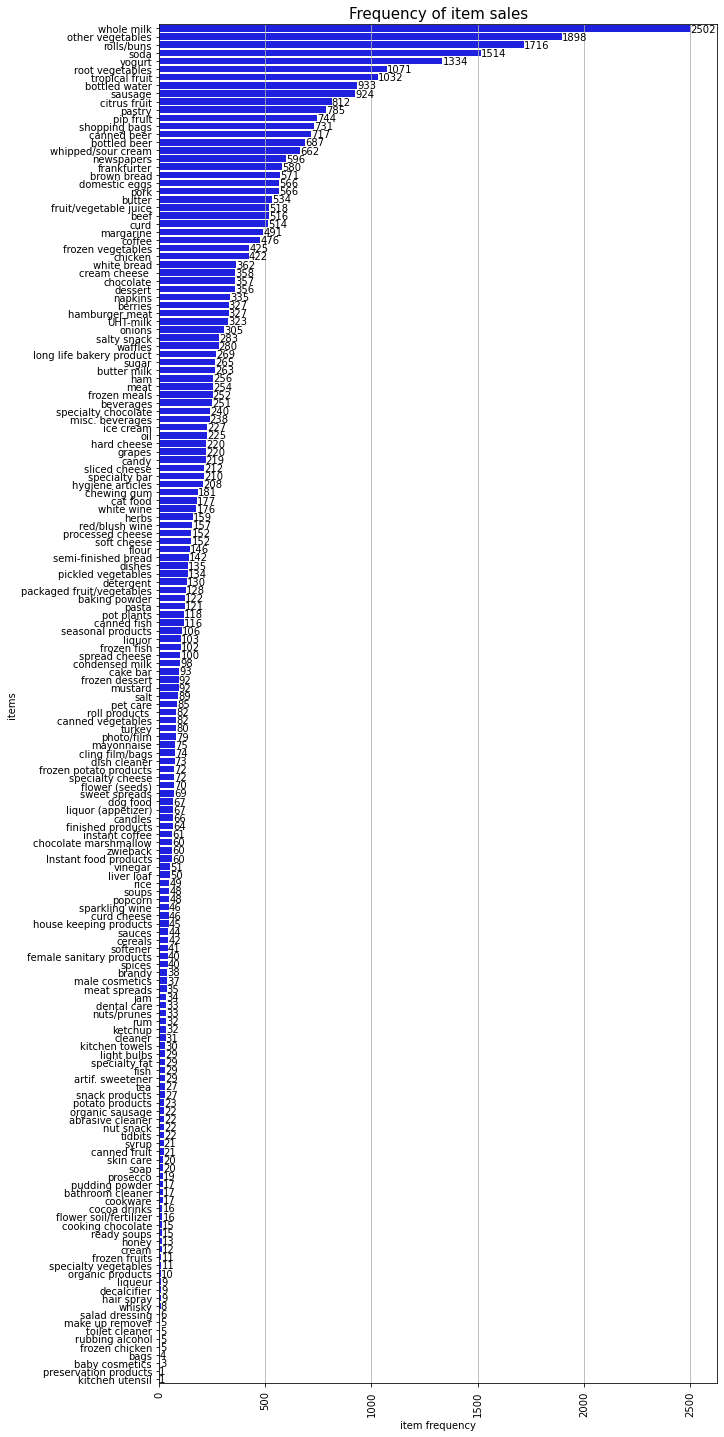 Frequency of item sales
whole milk 2502
other vegetables 1898
rolls/buns 1716
soda 1514
yogurt 1334
root vegetables 1071
tropical fruit 1032
bottled water 933
sausage 924
citrus fruit 812
pastry 785
pip fruit 744
shopping bags 731
canned beer 717
bottled beer 687
whipped/sour cream 662
newspapers 596
frankfurter 580
brown bread 571
domestic eggs 566
pork 566
butter 534
fruit/vegetable juice 518
beef 516
curd 514
margarine 491
coffee 476
frozen vegetables 425
chicken 422
white bread 362
cream cheese 358
chocolate 357
dessert 356
napkins 335
berries 327
hamburger meat 327
UHT-milk 323
onions 305
salty snack 283
waffles 280
long life bakery product 269
sugar 265
butter milk 263
ham 256
meat 254
frozen meals 252
beverages 251
specialty chocolate 240
misc. beverages 238
ice cream 227
oil 225
hard cheese 220
grapes 220
candy 219
sliced cheese 212
specialty bar 210
hygiene articles 208
chewing gum 181
cat food 177
white wine 176
herbs 159
red/blush wine 157
processed cheese 152
soft cheese 152
flour 146
semi-finished bread 142
dishes 135
pickled vegetables 134
detergent 130
packaged fruit/vegetables 128
baking powder 122
pasta 121
pot plants 118
canned fish 116
seasonal products 106
liquor 103
frozen fish 102
spread cheese 100
condensed milk 98
cake bar 93
frozen dessert 92
mustard 92
salt 89
pet care 85
roll products 82
canned vegetables 82
turkey 80
photo/film 79
mayonnaise 75
cling film/bags 74
dish cleaner 73
frozen potato products 72
specialty cheese 72
flower (seeds) 70
sweet spreads 69
dog food 67
liquor (appetizer) 67
candles 66
finished products 64
instant coffee 61
chocolate marshmallow 60
zwieback 60
Instant food products 60
vinegar 51
liver loaf 50
rice 49
soups 48
popcorn 48
sparkling wine 46
curd cheese 46
house keeping products 45
sauces 44
cereals 42
softener 41
female sanitary products 40
spices 40
brandy 38
male cosmetics 37
meat spreads 35
jam 34
dental care 33
nuts/prunes 33
rum 32
ketchup 32
cleaner 31
kitchen towels 30
light bulbs 29
specialty fat 29
fish 29
artif. sweetener 29
tea 27
snack products 27
potato products 23
organic sausage 22
abrasive cleaner 22
nut snack 22
tidbits 22
syrup 21
canned fruit 21
skin care 20
soap 20
prosecco 19
pudding powder 17
bathroom cleaner 17
cookware 17
cocoa drinks 16
flower soil/fertilizer 16
cooking chocolate 15
ready soups 15
honey 13
cream 12
frozen fruits 11
specialty vegetables 11
organic products 10
liqueur 9
decalcifier 9
hair spray 9
whisky 8
salad dressing 6
make up remover 5
toilet cleaner 5
rubbing alcohol 5
frozen chicken 5
bags 4
baby cosmetics 3
preservation products 1
kitchen utensil 1
items
0 500 1000 1500 2000 2500
item frequency